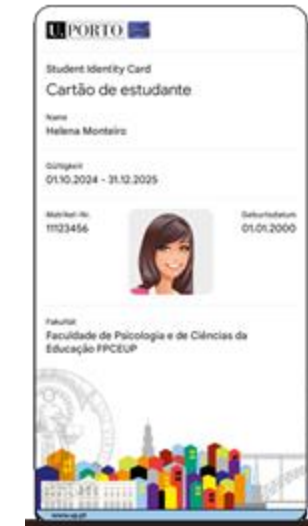 U.PORTO
Student Identity Card
Cartão de estudante
Name
Helena Monteiro
Gültigkeit
01.10.2024 - 31.12.2025
Matrikel-Nr.
11123456
Geburtsdatum
01.01.2000
Fakultät
Faculdade de Psicologia e de Ciências da
Educação FPCEUP
www.up.pt